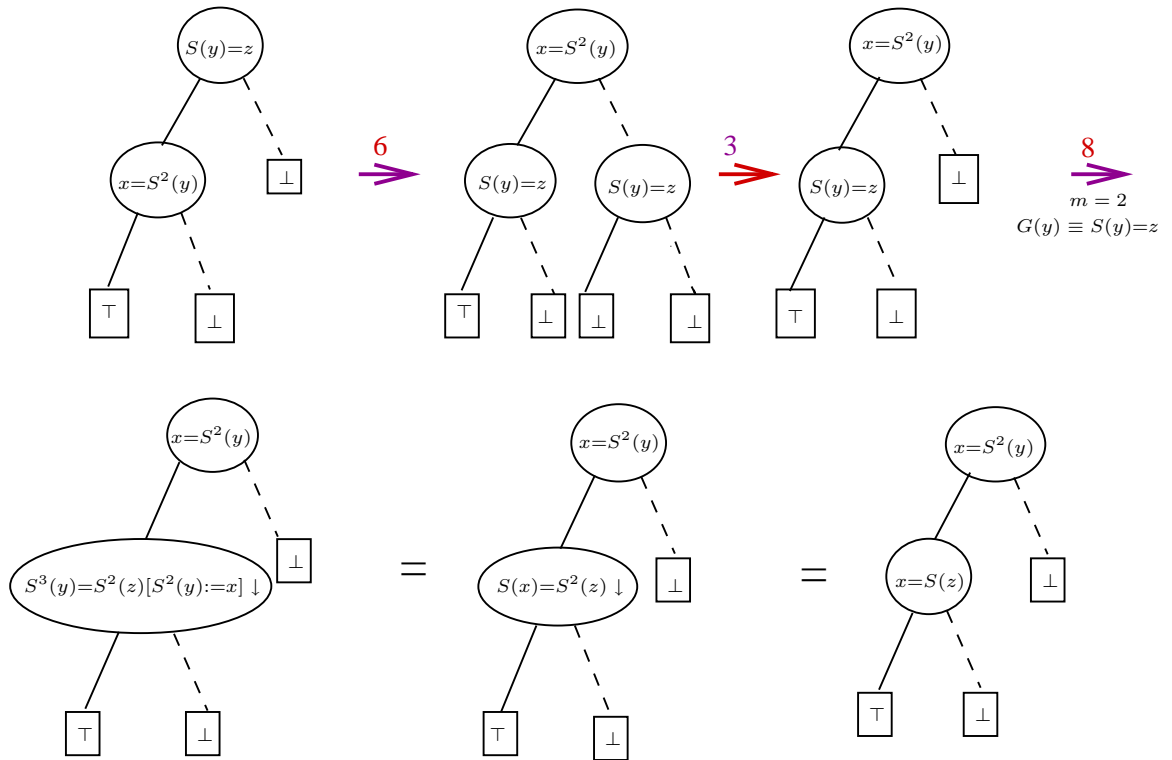 S(y)=z x=S²(y) x=S²(y)
6 3 8
x=S²(y) ⊥ S(y)=z S(y)=z S(y)=z ⊥ m = 2
G(y) ≡ S(y)=z
⊤ ⊥ ⊤ ⊥ ⊥ ⊥ ⊤ ⊥
x=S²(y) x=S²(y) x=S²(y)
S³(y)=S²(z)[S²(y):=x] ↓ ⊥ = S(x)=S²(z) ↓ ⊥ = x=S(z) ⊥
⊤ ⊥ ⊤ ⊥ ⊤ ⊥